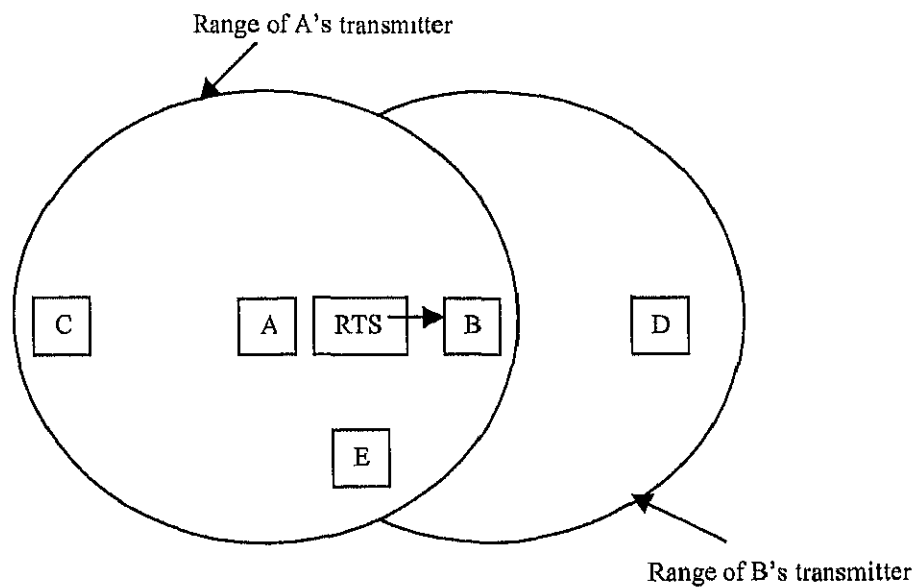 Range of A's transmitter
C
A
RTS
B
D
E
Range of B's transmitter